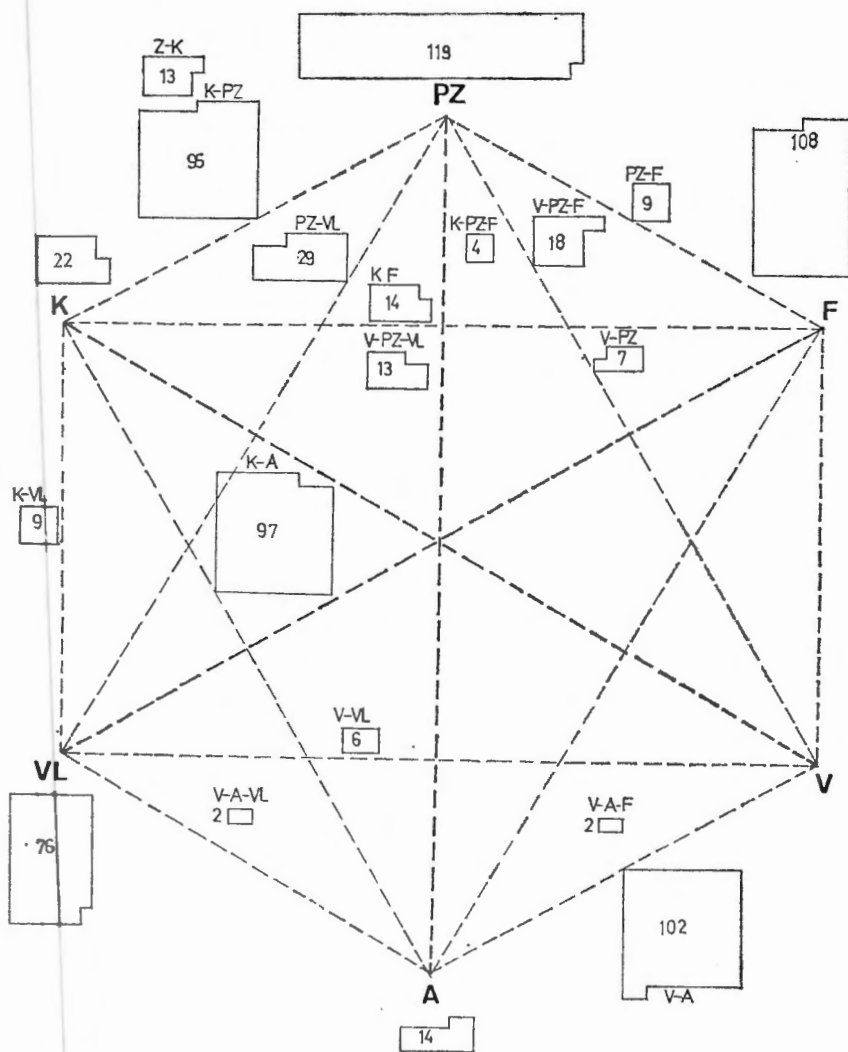 119
PZ
Z-K
13
K-PZ
95
108
PZ-F
9
V-PZ-F
18
K-PZ-F
4
PZ-VL
29
22
K
K F
14
F
V-PZ-VL
13
V-PZ
7
K-A
97
K-VL
9
V-VL
6
VL
V
V-A-VL
2
V-A-F
2
76
102
V-A
A
14